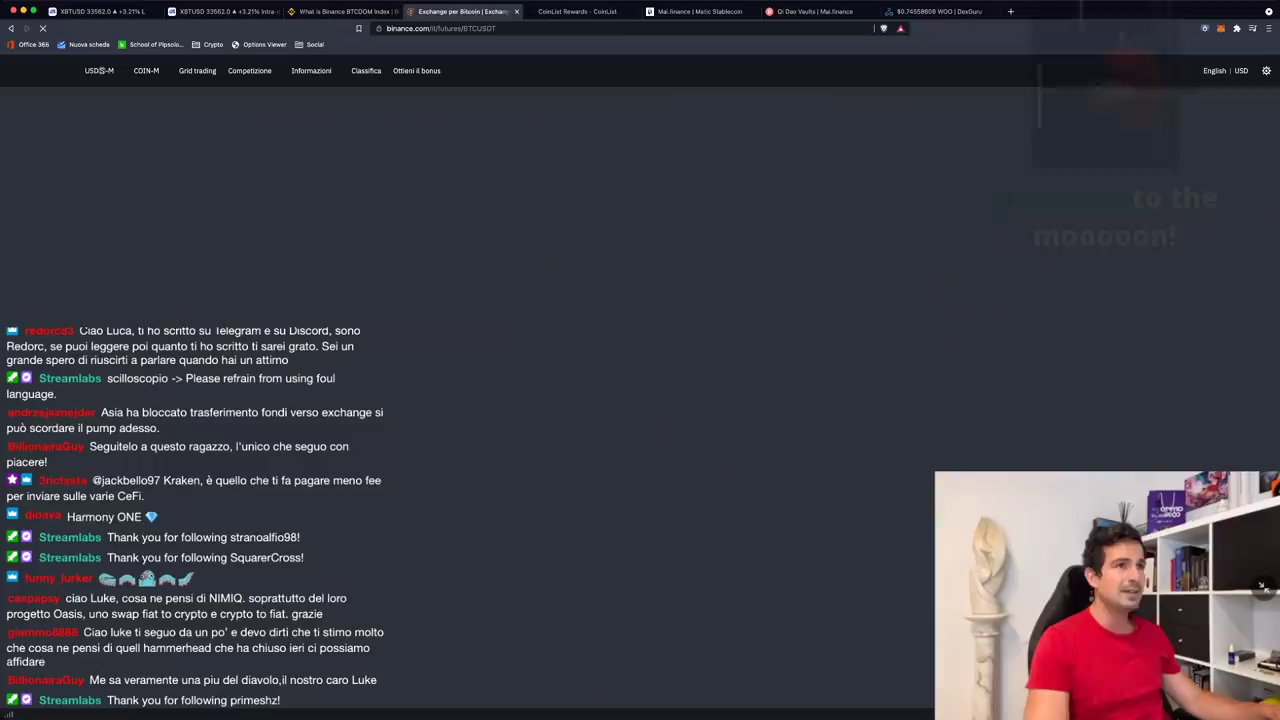 XBTUSD 33562.0 ▲ +3.21% L
XBTUSD 33562.0 ▲ +3.21% Intra-
What is Binance BTCDOM Index | B
Exchange per Bitcoin | Exchang
CoinList Rewards - CoinList
Mai.finance | Matic Stablecoin
Qi Dao Vaults | Mai.finance
$0.74558608 WOO | DexGuru
binance.com/it/futures/BTCUSDT
Office 365
Nuova scheda
School of Plpsolo...
Crypto
Options Viewer
Social
USDⓈ-M
COIN-M
Grid trading
Competizione
Informazioni
Classifica
Ottieni il bonus
English | USD
to the
mooooon!
redorc83 Ciao Luca, ti ho scritto su Telegram e su Discord, sono
Redorc, se puoi leggere poi quanto ti ho scritto ti sarei grato. Sei un
grande spero di riuscirti a parlare quando hai un attimo
Streamlabs scilloscopio -> Please refrain from using foul
language.
andrzejsznejder Asia ha bloccato trasferimento fondi verso exchange si
può scordare il pump adesso.
BillionairaGuy Seguitelo a questo ragazzo, l'unico che seguo con
piacere!
3ricfasta @jackbello97 Kraken, è quello che ti fa pagare meno fee
per inviare sulle varie CeFi.
dioava Harmony ONE 💎
Streamlabs Thank you for following stranoalfio98!
Streamlabs Thank you for following SquarerCross!
funny_lurker
caspapsy ciao Luke, cosa ne pensi di NIMIQ. soprattutto del loro
progetto Oasis, uno swap fiat to crypto e crypto to fiat. grazie
giammo8888 Ciao luke ti seguo da un po' e devo dirti che ti stimo molto
che cosa ne pensi di quell hammerhead che ha chiuso ieri ci possiamo
affidare
BillionairaGuy Me sa veramente una piu del diavolo,il nostro caro Luke
Streamlabs Thank you for following primeshz!